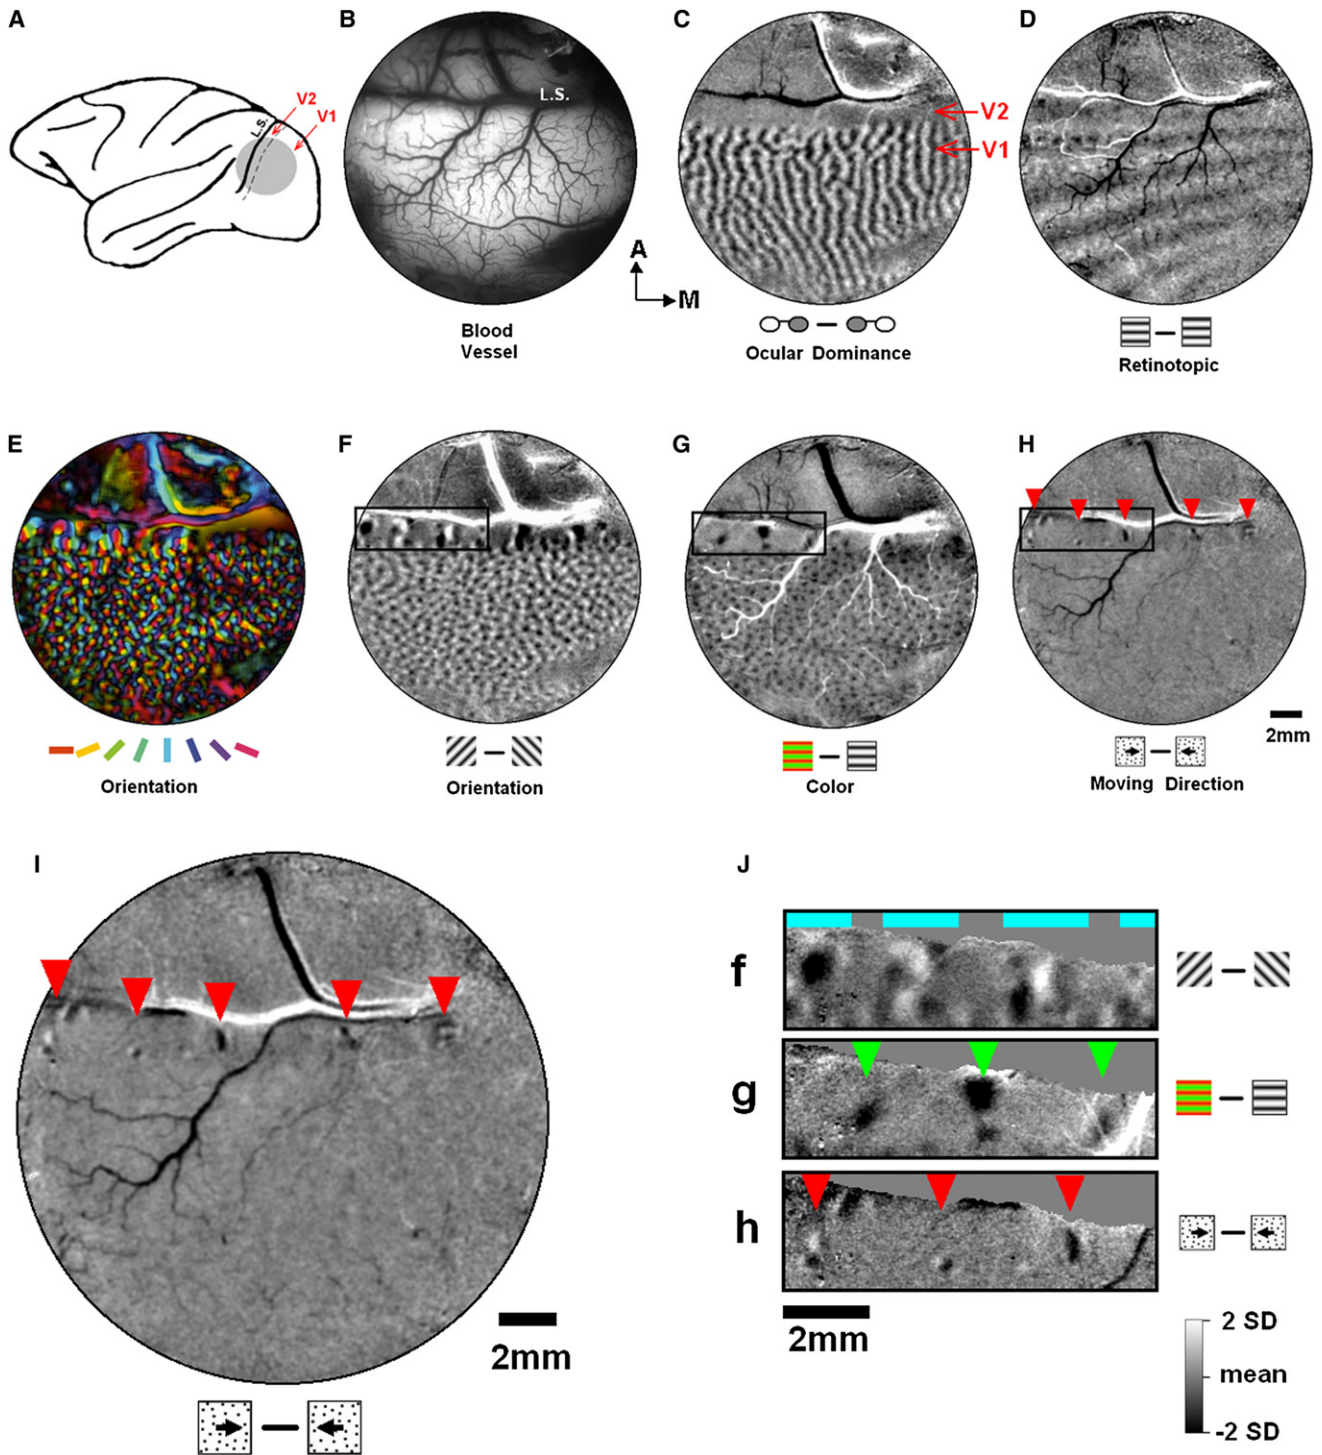 A
B
C
D
V2
L.S.
V1
L.S.
V2
V1
A
M
Blood
Vessel
Ocular Dominance
Retinotopic
E
F
G
H
2mm
Orientation
Orientation
Color
Moving Direction
I
J
f
g
h
2mm
2mm
2 SD
mean
-2 SD